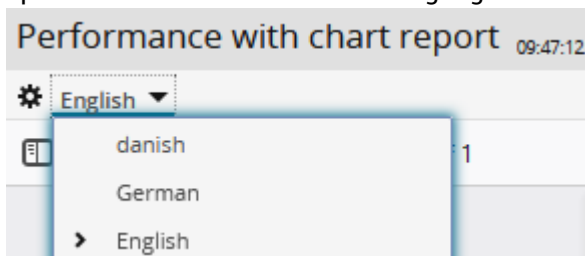 Performance with chart report 09:47:12
English
danish
1
German
English